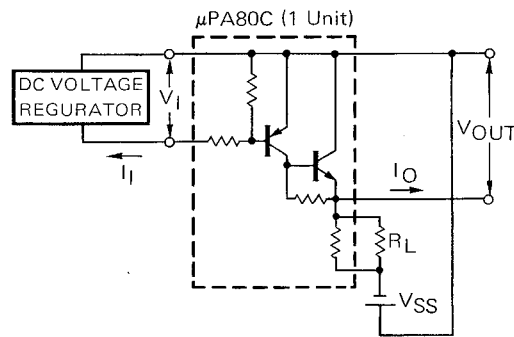 μPA80C (1 Unit)
DC VOLTAGE
REGURATOR
VI
II
VOUT
IO
RL
VSS